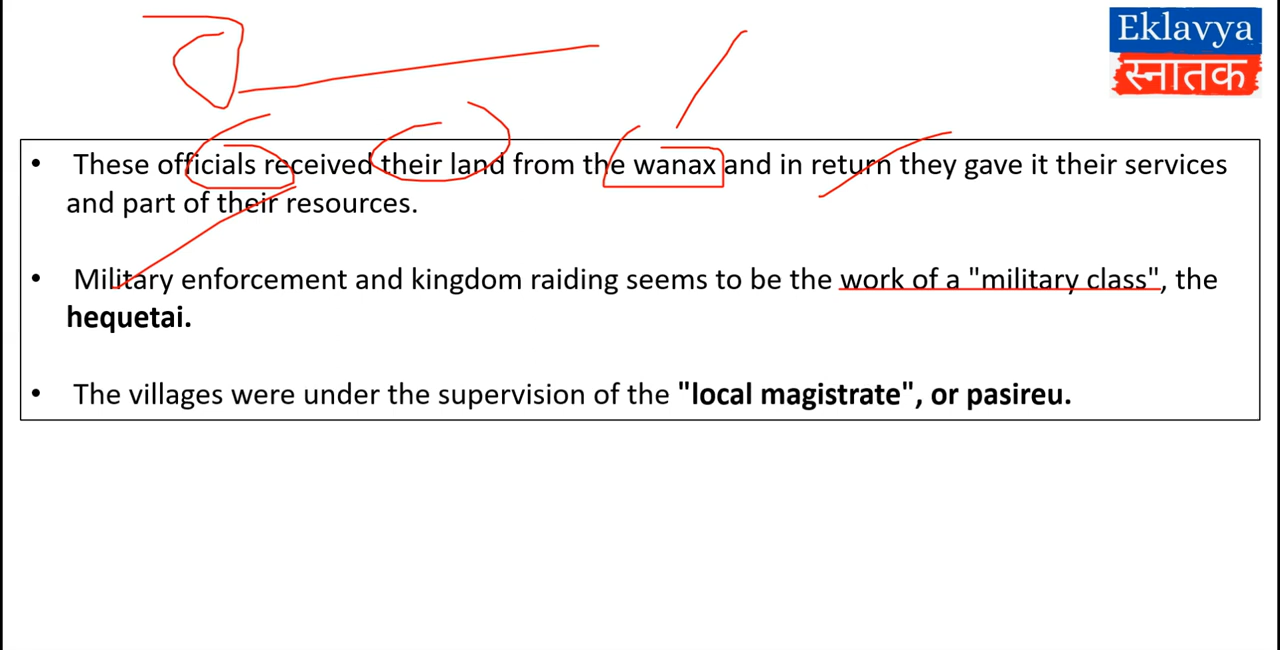 Eklavya
स्नातक
• These officials received their land from the wanax and in return they gave it their services
and part of their resources.
• Military enforcement and kingdom raiding seems to be the work of a "military class", the
hequetai.
• The villages were under the supervision of the "local magistrate", or pasireu.